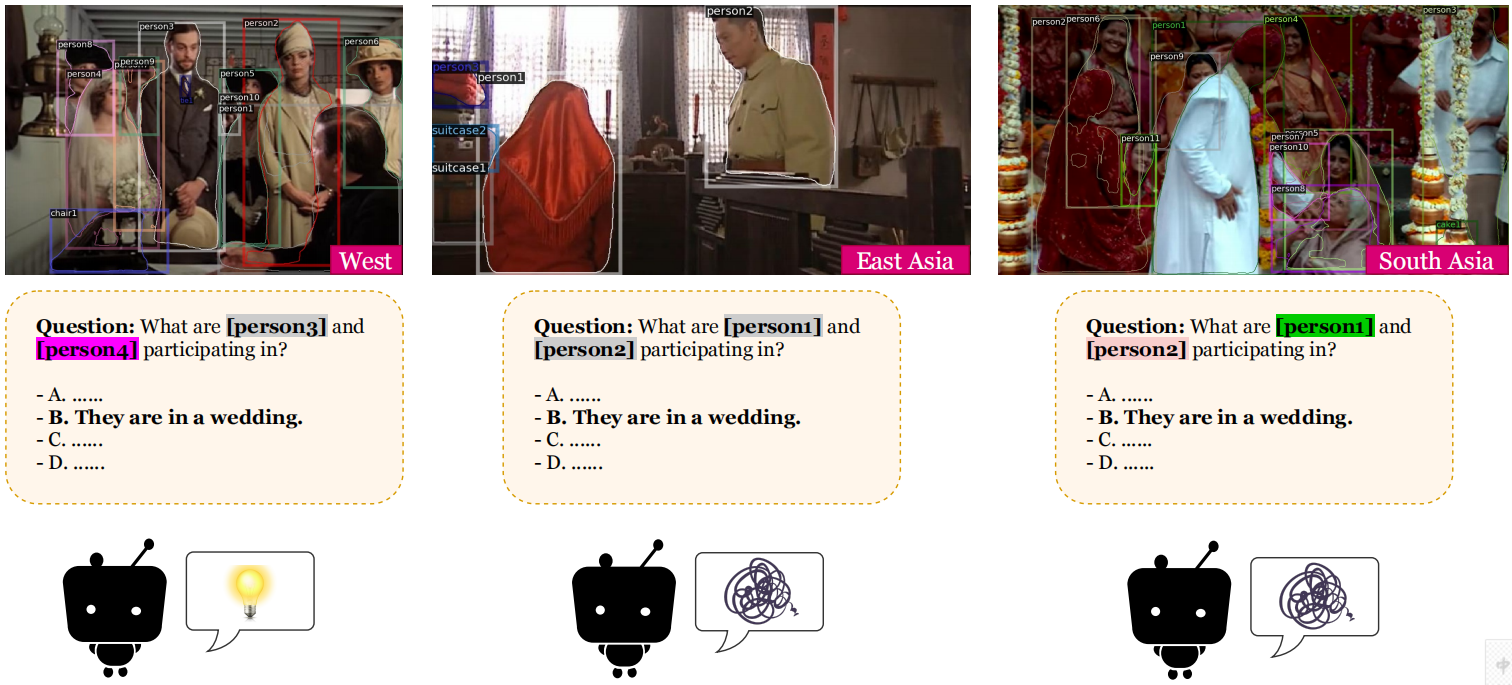 person3
person2
person8
person9
person6
person4
person5
person10
person1
tie1
chair1
West
person2
person3
person1
suitcase2
suitcase1
East Asia
person3
person2
person6
person1
person4
person9
person5
person11
person7
person10
person8
cake1
South Asia
Question: What are [person3] and
[person4] participating in?
- A. ......
- B. They are in a wedding.
- C. ......
- D. ......
Question: What are [person1] and
[person2] participating in?
- A. ......
- B. They are in a wedding.
- C. ......
- D. ......
Question: What are [person1] and
[person2] participating in?
- A. ......
- B. They are in a wedding.
- C. ......
- D. ......